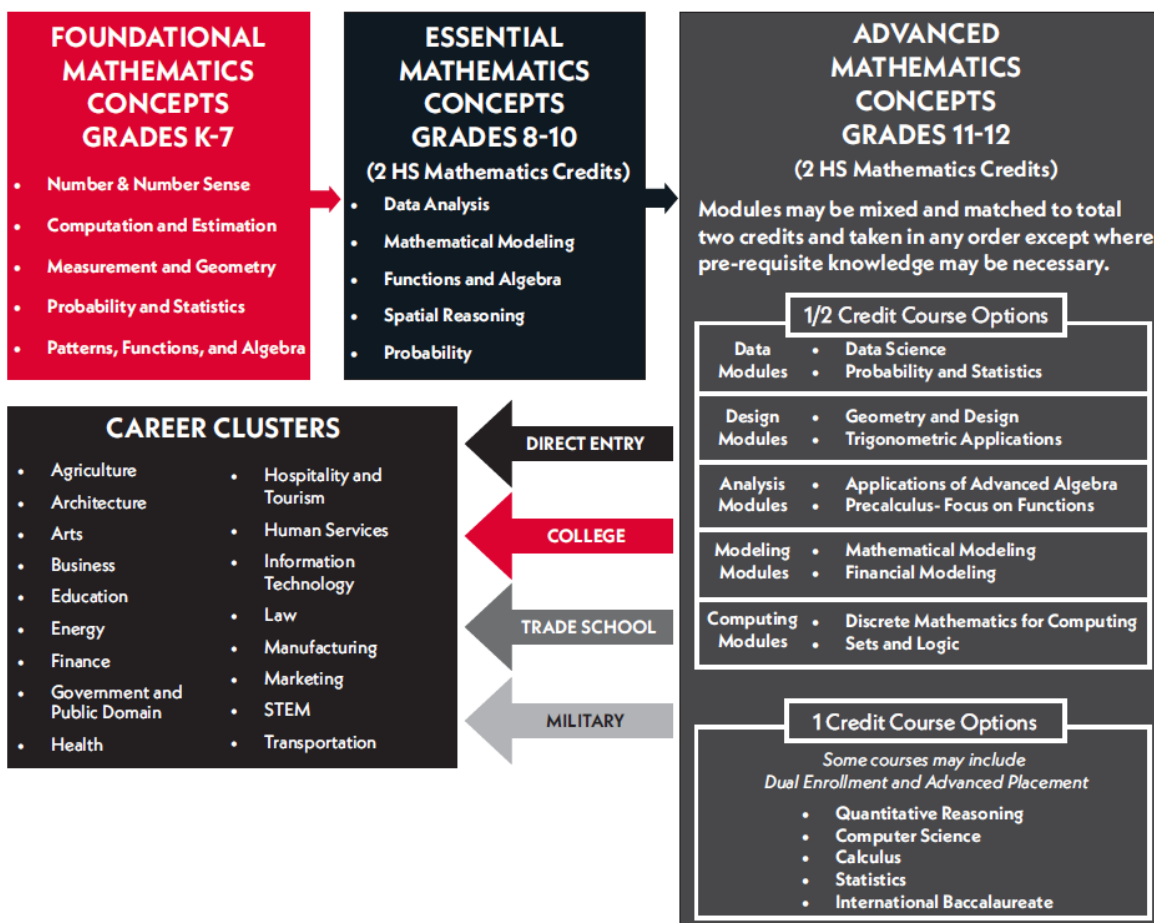 FOUNDATIONAL
MATHEMATICS
CONCEPTS
GRADES K-7
• Number & Number Sense
• Computation and Estimation
• Measurement and Geometry
• Probability and Statistics
• Patterns, Functions, and Algebra
ESSENTIAL
MATHEMATICS
CONCEPTS
GRADES 8-10
(2 HS Mathematics Credits)
• Data Analysis
• Mathematical Modeling
• Functions and Algebra
• Spatial Reasoning
• Probability
ADVANCED
MATHEMATICS
CONCEPTS
GRADES 11-12
(2 HS Mathematics Credits)
Modules may be mixed and matched to total
two credits and taken in any order except where
pre-requisite knowledge may be necessary.
1/2 Credit Course Options
Data
Modules
• Data Science
• Probability and Statistics
Design
Modules
• Geometry and Design
• Trigonometric Applications
Analysis
Modules
• Applications of Advanced Algebra
• Precalculus- Focus on Functions
Modeling
Modules
• Mathematical Modeling
• Financial Modeling
Computing
Modules
• Discrete Mathematics for Computing
• Sets and Logic
1 Credit Course Options
Some courses may include
Dual Enrollment and Advanced Placement
• Quantitative Reasoning
• Computer Science
• Calculus
• Statistics
• International Baccalaureate
DIRECT ENTRY
COLLEGE
TRADE SCHOOL
MILITARY
CAREER CLUSTERS
• Agriculture
• Architecture
• Arts
• Business
• Education
• Energy
• Finance
• Government and
Public Domain
• Health
• Hospitality and
Tourism
• Human Services
• Information
Technology
• Law
• Manufacturing
• Marketing
• STEM
• Transportation